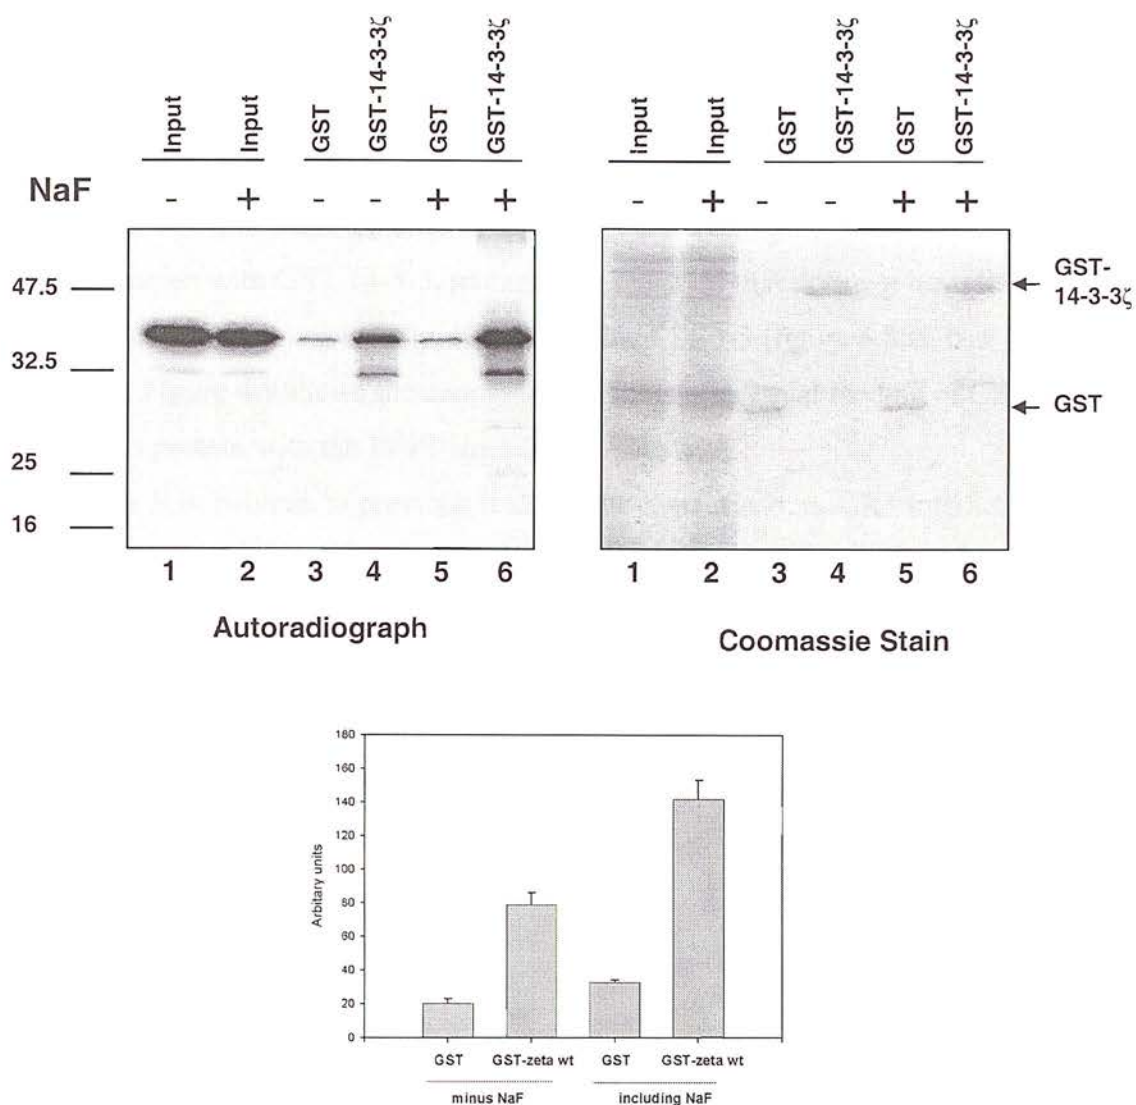 Input Input GST GST-14-3-3ζ GST GST-14-3-3ζ
Input Input GST GST-14-3-3ζ GST GST-14-3-3ζ
NaF - + - - + +
- + - - + +
47.5
32.5
25
16
GST-
14-3-3ζ
GST
1 2 3 4 5 6
1 2 3 4 5 6
Autoradiograph
Coomassie Stain
180
160
140
120
100
80
60
40
20
0
Arbitary units
GST GST-zeta wt GST GST-zeta wt
minus NaF including NaF